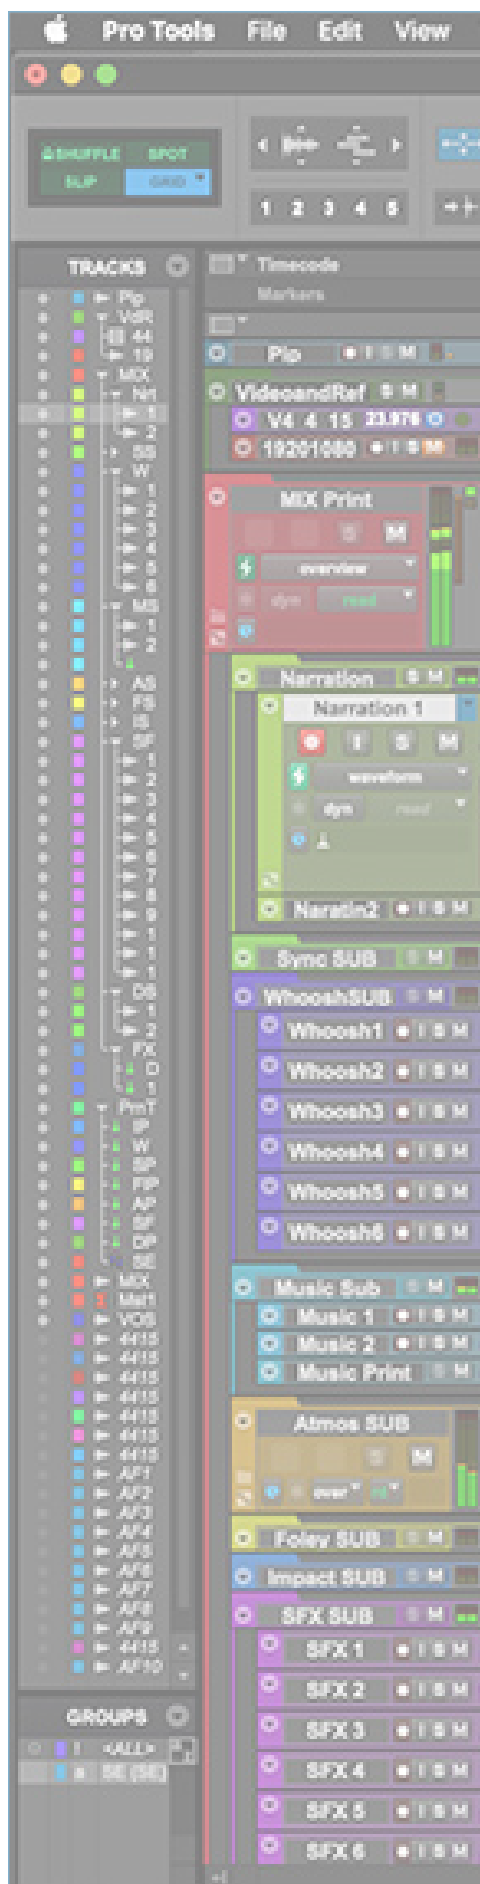 Pro Tools File Edit View
SHUFFLE SPOT
SLIP GRID
1 2 3 4 5
TRACKS
Timecode
Markers
Pip
VdR
44
19
MIX
Nrt
1
2
SS
W
1
2
3
4
5
6
MS
1
2
AS
FS
IS
SF
1
2
3
4
5
6
7
8
9
1
1
1
DS
1
2
FX
D
1
PrnT
IP
W
SP
FIP
AP
SF
DP
SE
MIX
Mst1
VOS
4415
4415
4415
4415
4415
4415
4415
AF1
AF2
AF3
AF4
AF5
AF6
AF7
AF8
AF9
4415
AF10
GROUPS
! <ALL>
a SE (SE)
Pip I S M
VideoandRef S M
V4 4 15 23.976
19201080 I S M
MIX Print
S M
overview
dyn read
Narration S M
Narration 1
I S M
waveform
dyn read
Naratin2 I S M
Sync SUB S M
WhooshSUB S M
Whoosh1 I S M
Whoosh2 I S M
Whoosh3 I S M
Whoosh4 I S M
Whoosh5 I S M
Whoosh6 I S M
Music Sub S M
Music 1 I S M
Music 2 I S M
Music Print S M
Atmos SUB
S M
over rd
Foley SUB S M
Impact SUB S M
SFX SUB S M
SFX 1 I S M
SFX 2 I S M
SFX 3 I S M
SFX 4 I S M
SFX 5 I S M
SFX 6 I S M